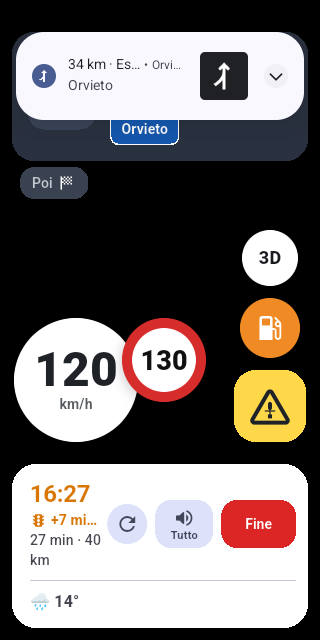 34 km · Es… • Orvi…
Orvieto
Orvieto
Poi
3D
120
km/h
130
16:27
+7 mi…
27 min · 40
km
Tutto
Fine
14°